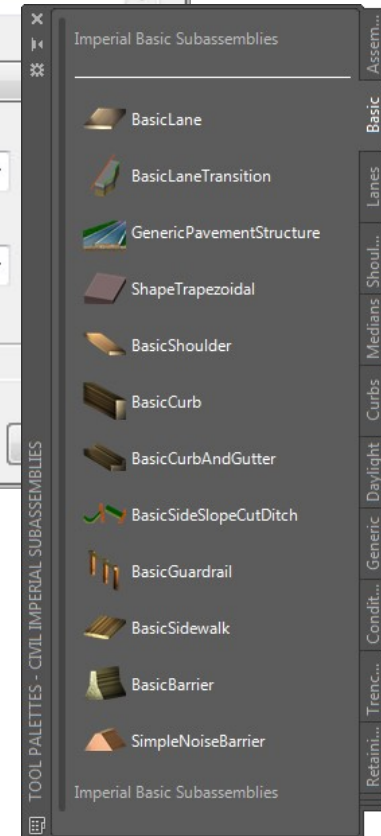 Imperial Basic Subassemblies
BasicLane
BasicLaneTransition
GenericPavementStructure
ShapeTrapezoidal
BasicShoulder
BasicCurb
BasicCurbAndGutter
BasicSideSlopeCutDitch
BasicGuardrail
BasicSidewalk
BasicBarrier
SimpleNoiseBarrier
Imperial Basic Subassemblies
TOOL PALETTES - CIVIL IMPERIAL SUBASSEMBLIES
Assem...
Basic
Lanes
Shoul...
Medians
Curbs
Daylight
Generic
Condit...
Trenc...
Retaini...